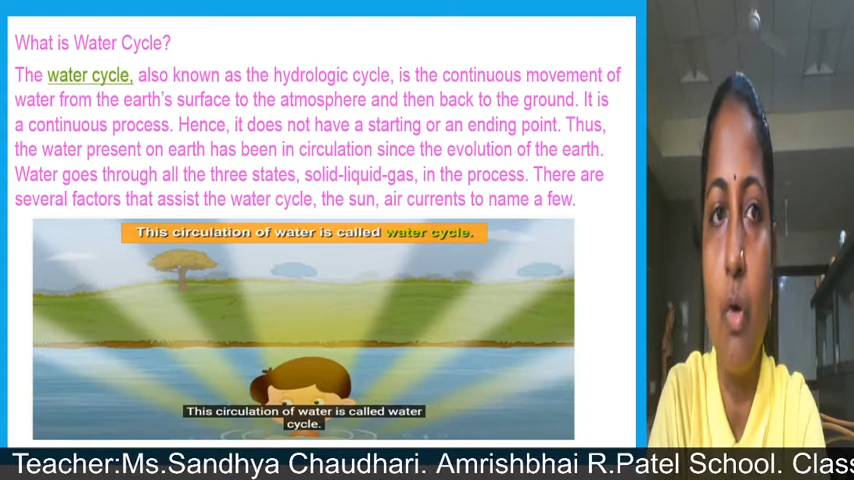 What is Water Cycle?
The water cycle, also known as the hydrologic cycle, is the continuous movement of
water from the earth's surface to the atmosphere and then back to the ground. It is
a continuous process. Hence, it does not have a starting or an ending point. Thus,
the water present on earth has been in circulation since the evolution of the earth.
Water goes through all the three states, solid-liquid-gas, in the process. There are
several factors that assist the water cycle, the sun, air currents to name a few.
This circulation of water is called water cycle.
This circulation of water is called water
cycle.
Teacher:Ms.Sandhya Chaudhari. Amrishbhai R.Patel School. Class